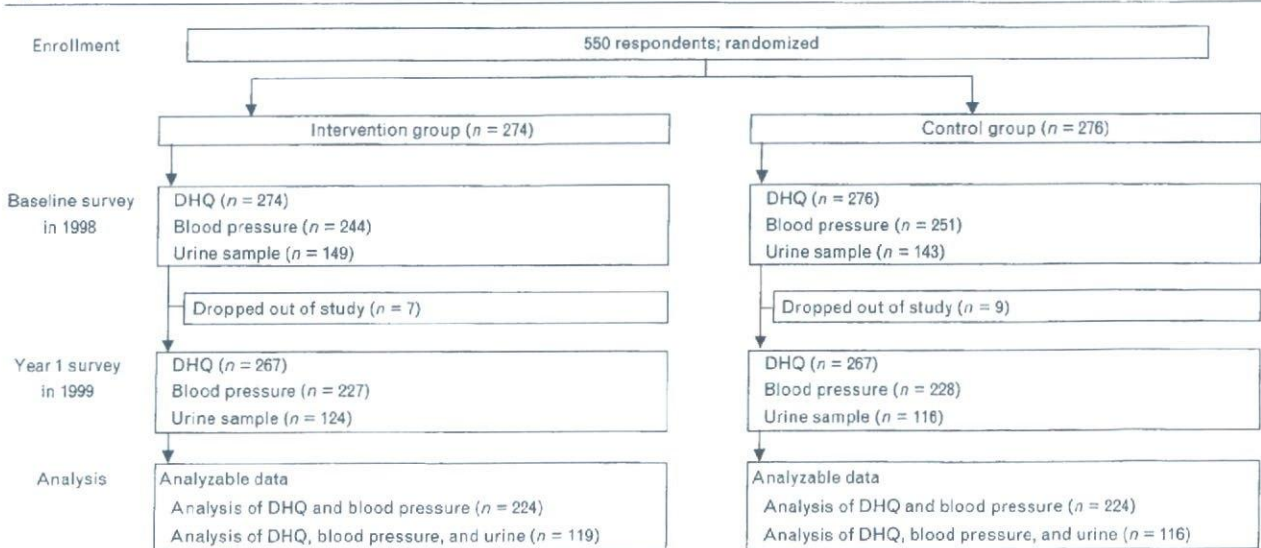 Enrollment
550 respondents; randomized
Intervention group (n = 274)
Control group (n = 276)
Baseline survey
in 1998
DHQ (n = 274)
Blood pressure (n = 244)
Urine sample (n = 149)
DHQ (n = 276)
Blood pressure (n = 251)
Urine sample (n = 143)
Dropped out of study (n = 7)
Dropped out of study (n = 9)
Year 1 survey
in 1999
DHQ (n = 267)
Blood pressure (n = 227)
Urine sample (n = 124)
DHQ (n = 267)
Blood pressure (n = 228)
Urine sample (n = 116)
Analysis
Analyzable data
Analysis of DHQ and blood pressure (n = 224)
Analysis of DHQ, blood pressure, and urine (n = 119)
Analyzable data
Analysis of DHQ and blood pressure (n = 224)
Analysis of DHQ, blood pressure, and urine (n = 116)